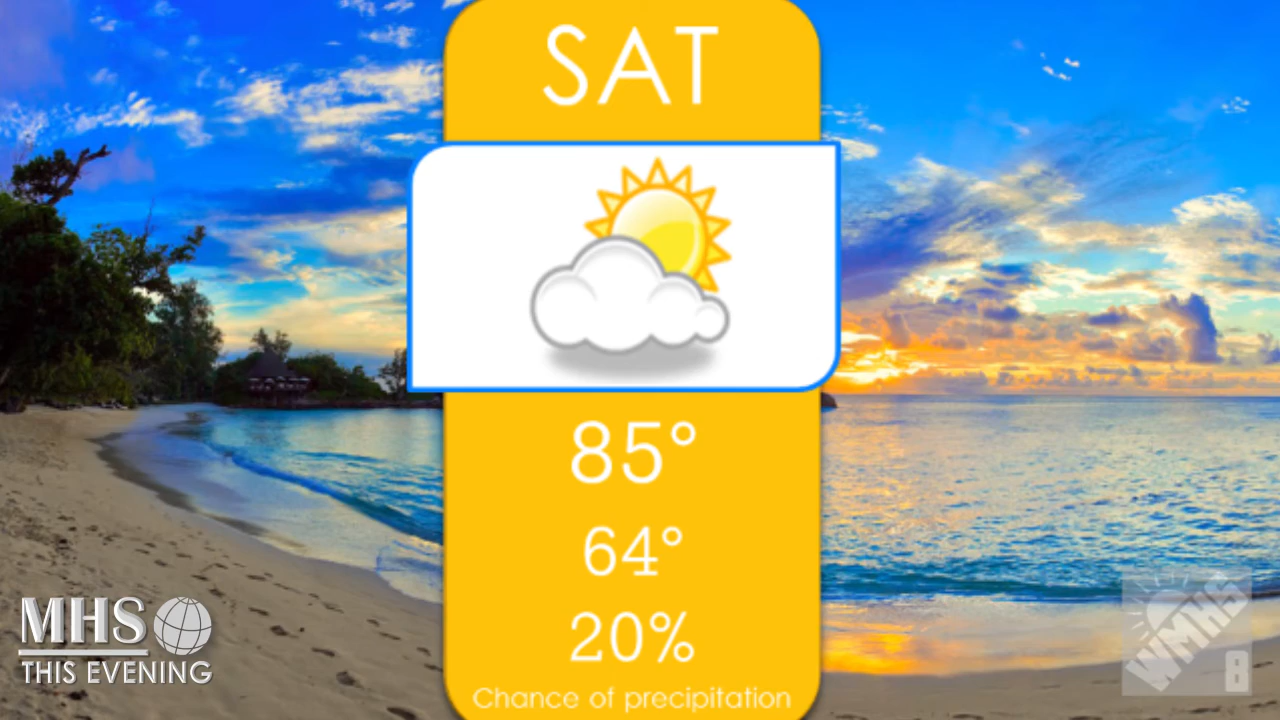 SAT
85°
64°
20%
Chance of precipitation
MHS
THIS EVENING
WMHS
8